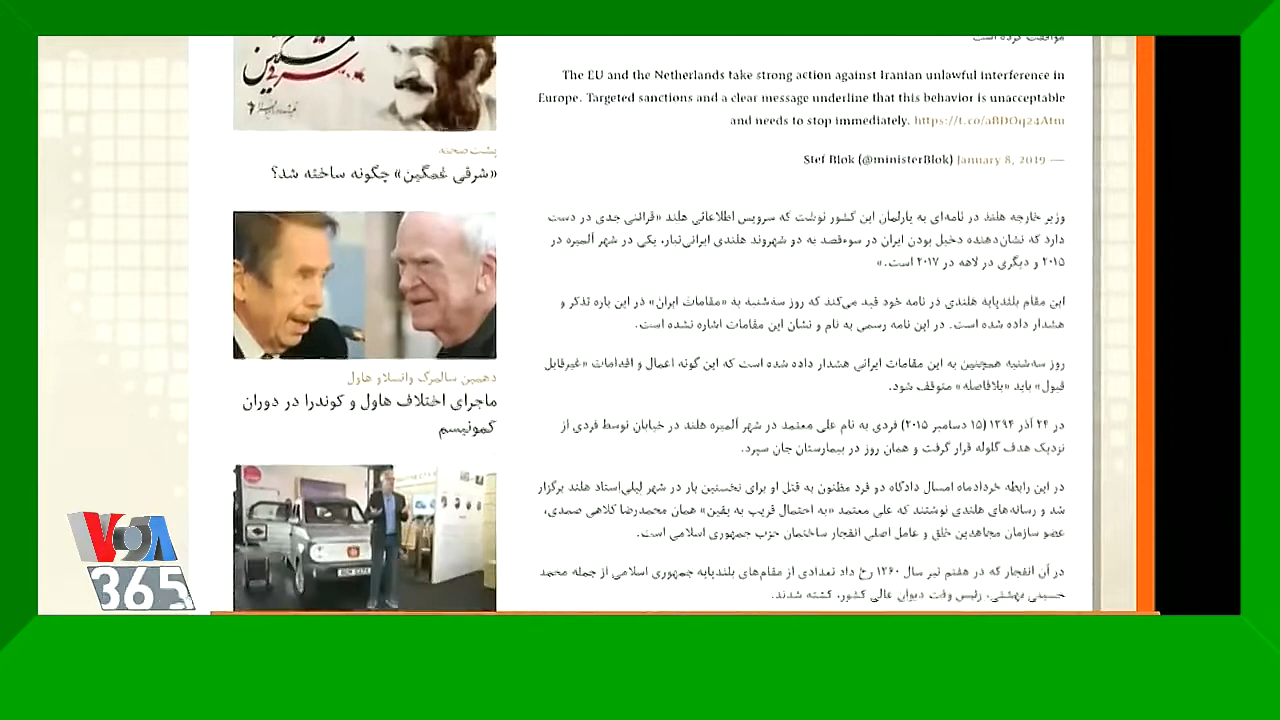 موافقت کرده است
The EU and the Netherlands take strong action against Iranian unlawful interference in
Europe. Targeted sanctions and a clear message underline that this behavior is unacceptable
and needs to stop immediately. https://t.co/aBDOq24Atu
Stef Blok (@ministerBlok) January 8, 2019 —
وزیر خارجه هلند در نامه‌ای به پارلمان این کشور نوشت که سرویس اطلاعاتی هلند «قرائنی جدی در دست
دارد که نشان‌دهنده دخیل بودن ایران در سوءقصد به دو شهروند هلندی ایرانی‌تبار، یکی در شهر آلمیره در
۲۰۱۵ و دیگری در لاهه در ۲۰۱۷ است.»
این مقام بلندپایه هلندی در نامه خود قید می‌کند که روز سه‌شنبه به «مقامات ایران» در این باره تذکر و
هشدار داده شده است. در این نامه رسمی به نام و نشان این مقامات اشاره نشده است.
روز سه‌شنبه همچنین به این مقامات ایرانی هشدار داده شده است که این گونه اعمال و اقدامات «غیرقابل
قبول» باید «بلافاصله» متوقف شود.
در ۲۴ آذر ۱۳۹۴ (۱۵ دسامبر ۲۰۱۵) فردی به نام علی معتمد در شهر آلمیره هلند در خیابان توسط فردی از
نزدیک هدف گلوله قرار گرفت و همان روز در بیمارستان جان سپرد.
در این رابطه خردادماه امسال دادگاه دو فرد مظنون به قتل او برای نخستین بار در شهر لیلی‌استاد هلند برگزار
شد و رسانه‌های هلندی نوشتند که علی معتمد «به احتمال قریب به یقین» همان محمدرضا کلاهی صمدی،
عضو سازمان مجاهدین خلق و عامل اصلی انفجار ساختمان حزب جمهوری اسلامی است.
در آن انفجار که در هفتم تیر سال ۱۳۶۰ رخ داد تعدادی از مقام‌های بلندپایه جمهوری اسلامی از جمله محمد
حسینی بهشتی، رئیس وقت دیوان عالی کشور، کشته شدند.
پشت صحنه
«شرقی غمگین» چگونه ساخته شد؟
دهمین سالمرگ واتسلاو هاول
ماجرای اختلاف هاول و کوندرا در دوران
کمونیسم
VOA
365